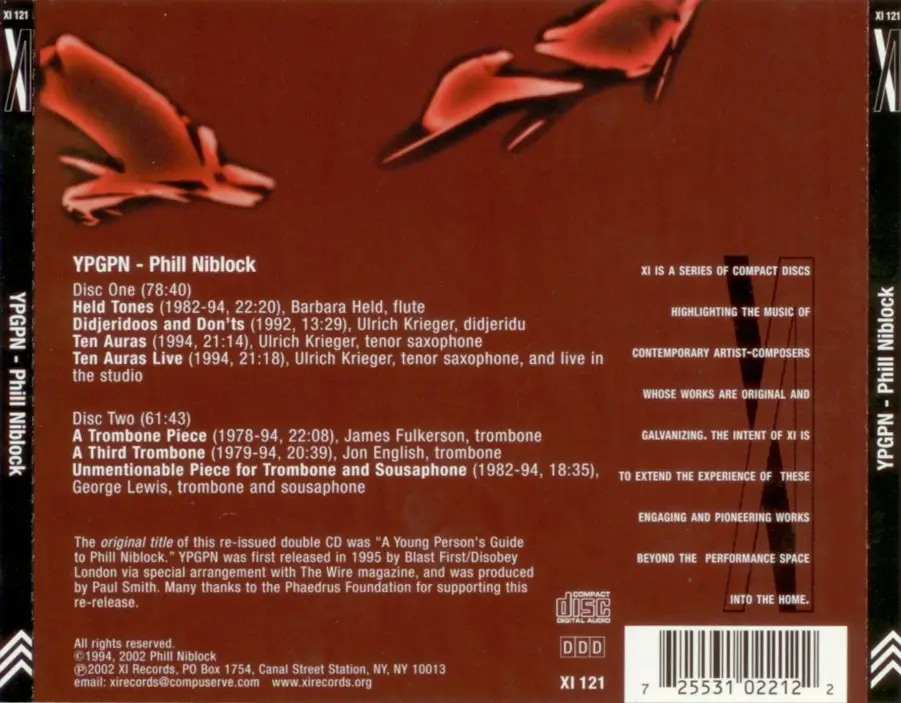 XI 121
XI
YPGPN - Phill Niblock
YPGPN - Phill Niblock
Disc One (78:40)
Held Tones (1982-94, 22:20), Barbara Held, flute
Didjeridoos and Don'ts (1992, 13:29), Ulrich Krieger, didjeridu
Ten Auras (1994, 21:14), Ulrich Krieger, tenor saxophone
Ten Auras Live (1994, 21:18), Ulrich Krieger, tenor saxophone, and live in
the studio
Disc Two (61:43)
A Trombone Piece (1978-94, 22:08), James Fulkerson, trombone
A Third Trombone (1979-94, 20:39), Jon English, trombone
Unmentionable Piece for Trombone and Sousaphone (1982-94, 18:35),
George Lewis, trombone and sousaphone
The original title of this re-issued double CD was "A Young Person's Guide
to Phill Niblock." YPGPN was first released in 1995 by Blast First/Disobey
London via special arrangement with The Wire magazine, and was produced
by Paul Smith. Many thanks to the Phaedrus Foundation for supporting this
re-release.
All rights reserved.
©1994, 2002 Phill Niblock
℗2002 XI Records, PO Box 1754, Canal Street Station, NY, NY 10013
email: xirecords@compuserve.com www.xirecords.org
XI IS A SERIES OF COMPACT DISCS
HIGHLIGHTING THE MUSIC OF
CONTEMPORARY ARTIST-COMPOSERS
WHOSE WORKS ARE ORIGINAL AND
GALVANIZING. THE INTENT OF XI IS
TO EXTEND THE EXPERIENCE OF THESE
ENGAGING AND PIONEERING WORKS
BEYOND THE PERFORMANCE SPACE
INTO THE HOME.
XI
COMPACT
disc
DIGITAL AUDIO
DDD
XI 121
7 25531 02212 2
XI 121
XI
YPGPN - Phill Niblock